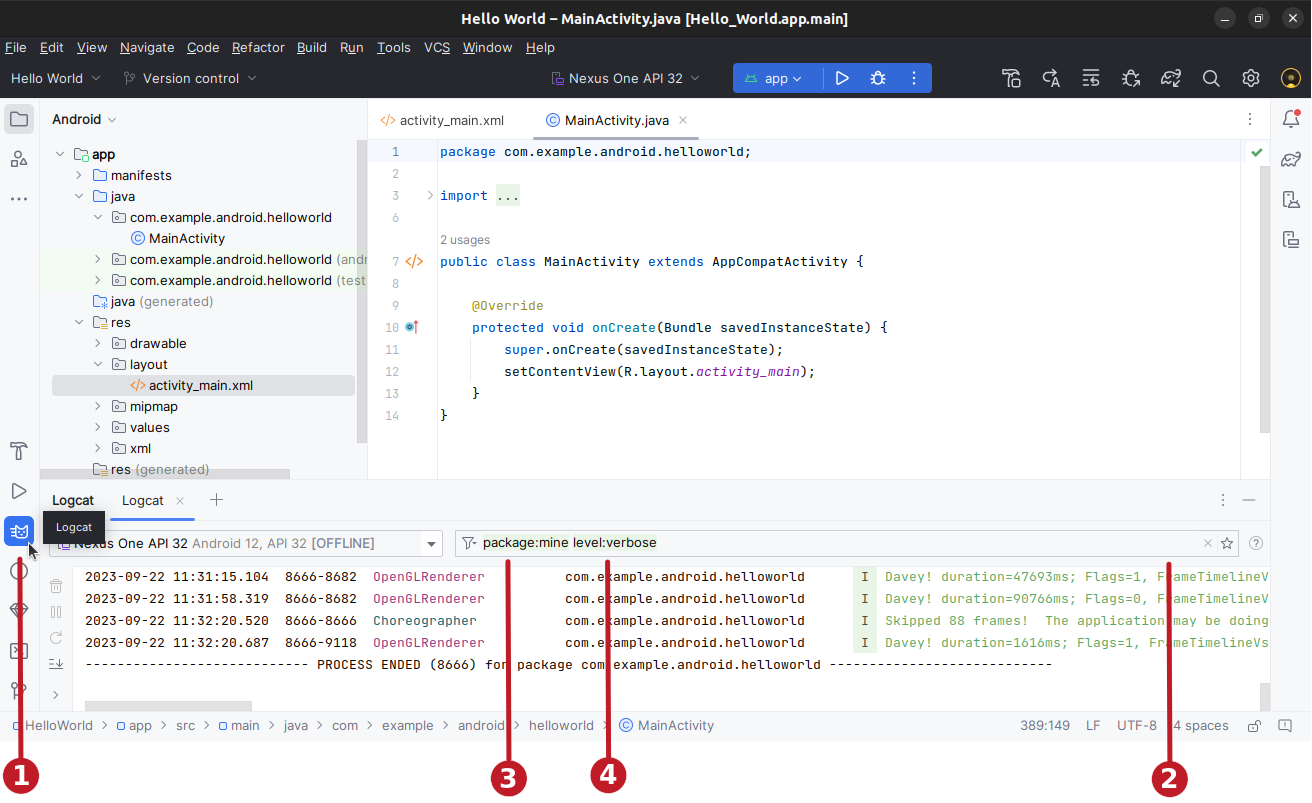 Hello World – MainActivity.java [Hello_World.app.main]
File Edit View Navigate Code Refactor Build Run Tools VCS Window Help
Hello World Version control Nexus One API 32 app
Android
activity_main.xml MainActivity.java
app
manifests
java
com.example.android.helloworld
MainActivity
com.example.android.helloworld (andr
com.example.android.helloworld (test
java (generated)
res
drawable
layout
activity_main.xml
mipmap
values
xml
res (generated)
1 package com.example.android.helloworld;
2
3 import ...
6
2 usages
7 public class MainActivity extends AppCompatActivity {
8
9 @Override
10 protected void onCreate(Bundle savedInstanceState) {
11 super.onCreate(savedInstanceState);
12 setContentView(R.layout.activity_main);
13 }
14 }
Logcat Logcat
Logcat
Nexus One API 32 Android 12, API 32 [OFFLINE] package:mine level:verbose
2023-09-22 11:31:15.104 8666-8682 OpenGLRenderer com.example.android.helloworld I Davey! duration=47693ms; Flags=1, FrameTimelineV
2023-09-22 11:31:58.319 8666-8682 OpenGLRenderer com.example.android.helloworld I Davey! duration=90766ms; Flags=0, FrameTimelineV
2023-09-22 11:32:20.520 8666-8666 Choreographer com.example.android.helloworld I Skipped 88 frames! The application may be doing
2023-09-22 11:32:20.687 8666-9118 OpenGLRenderer com.example.android.helloworld I Davey! duration=1616ms; Flags=1, FrameTimelineVs
---------------------------- PROCESS ENDED (8666) for package com.example.android.helloworld ----------------------------
HelloWorld > app > src > main > java > com > example > android > helloworld > MainActivity 389:149 LF UTF-8 4 spaces
1 3 4 2